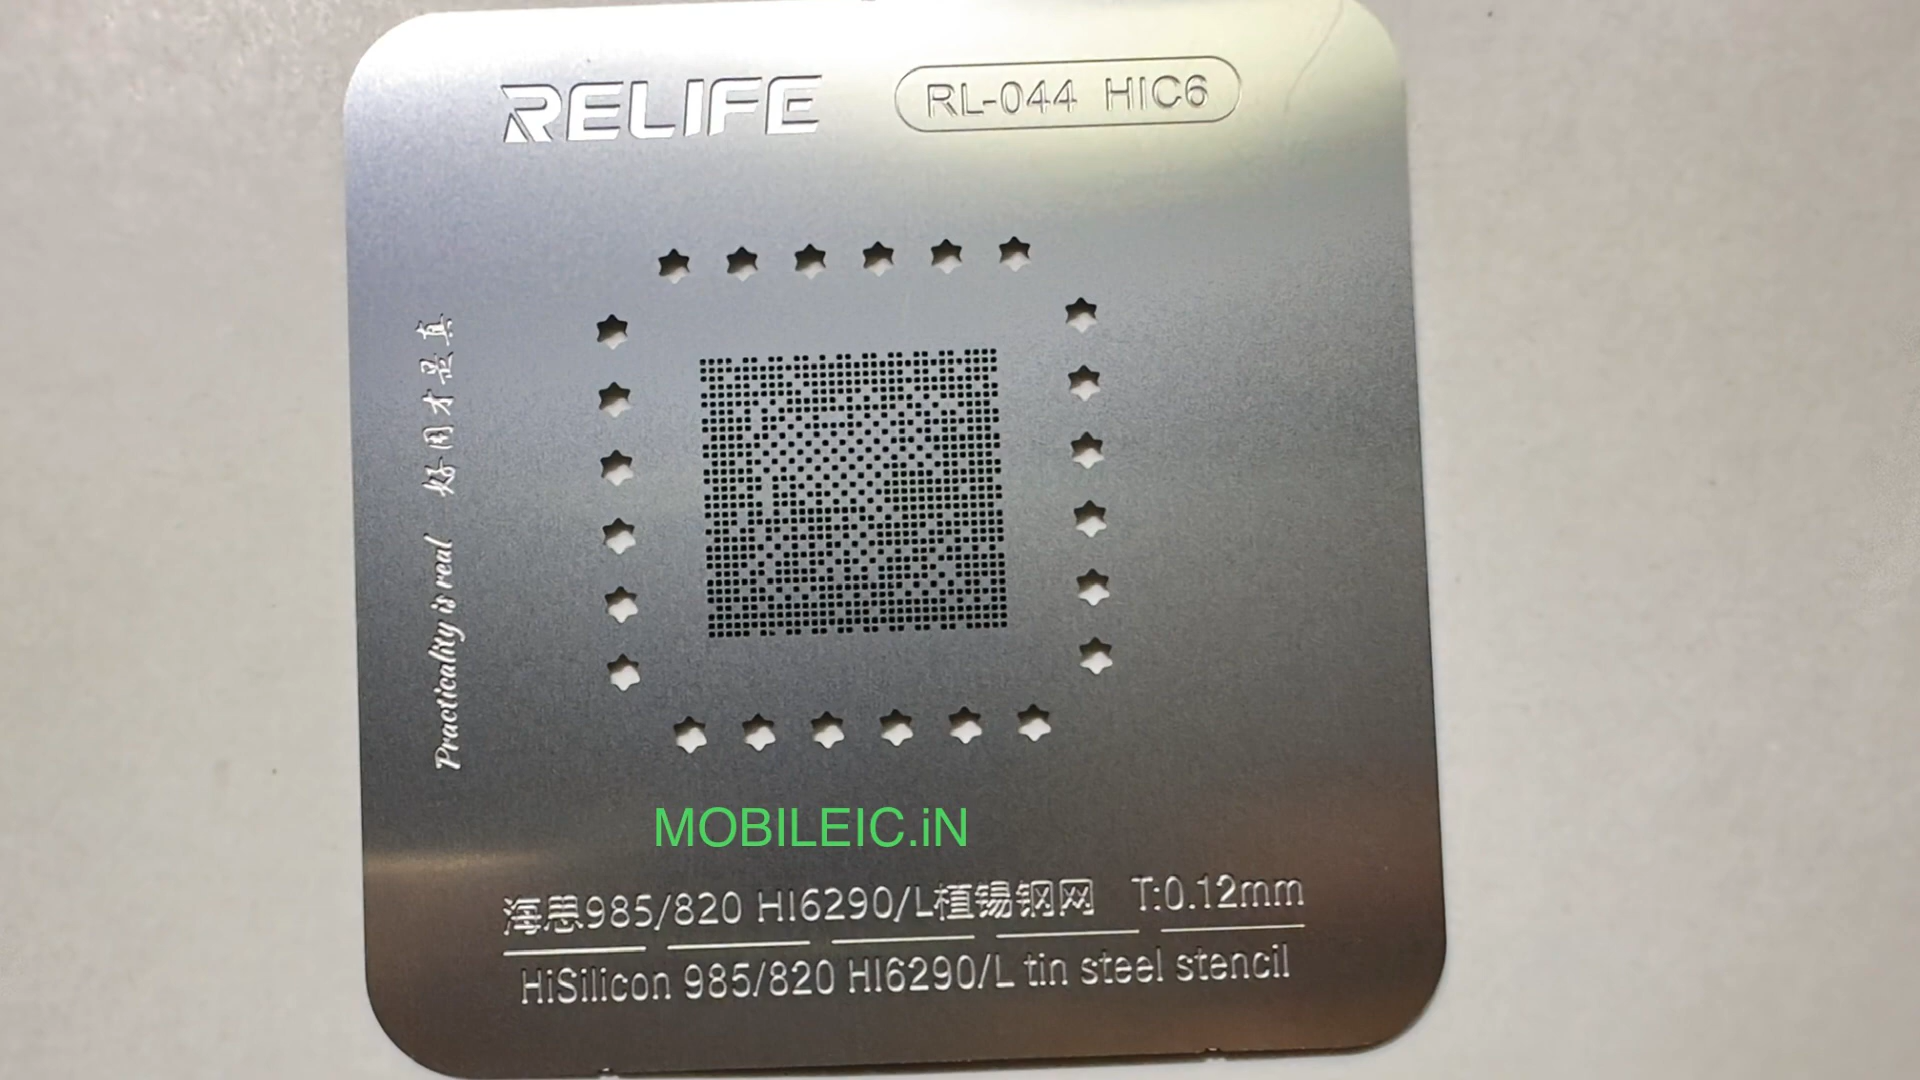 RELIFE
RL-044 HIC6
Practicality is real 好用才是真
MOBILEIC.iN
海思985/820 HI6290/L植锡钢网 T:0.12mm
HiSilicon 985/820 HI6290/L tin steel stencil